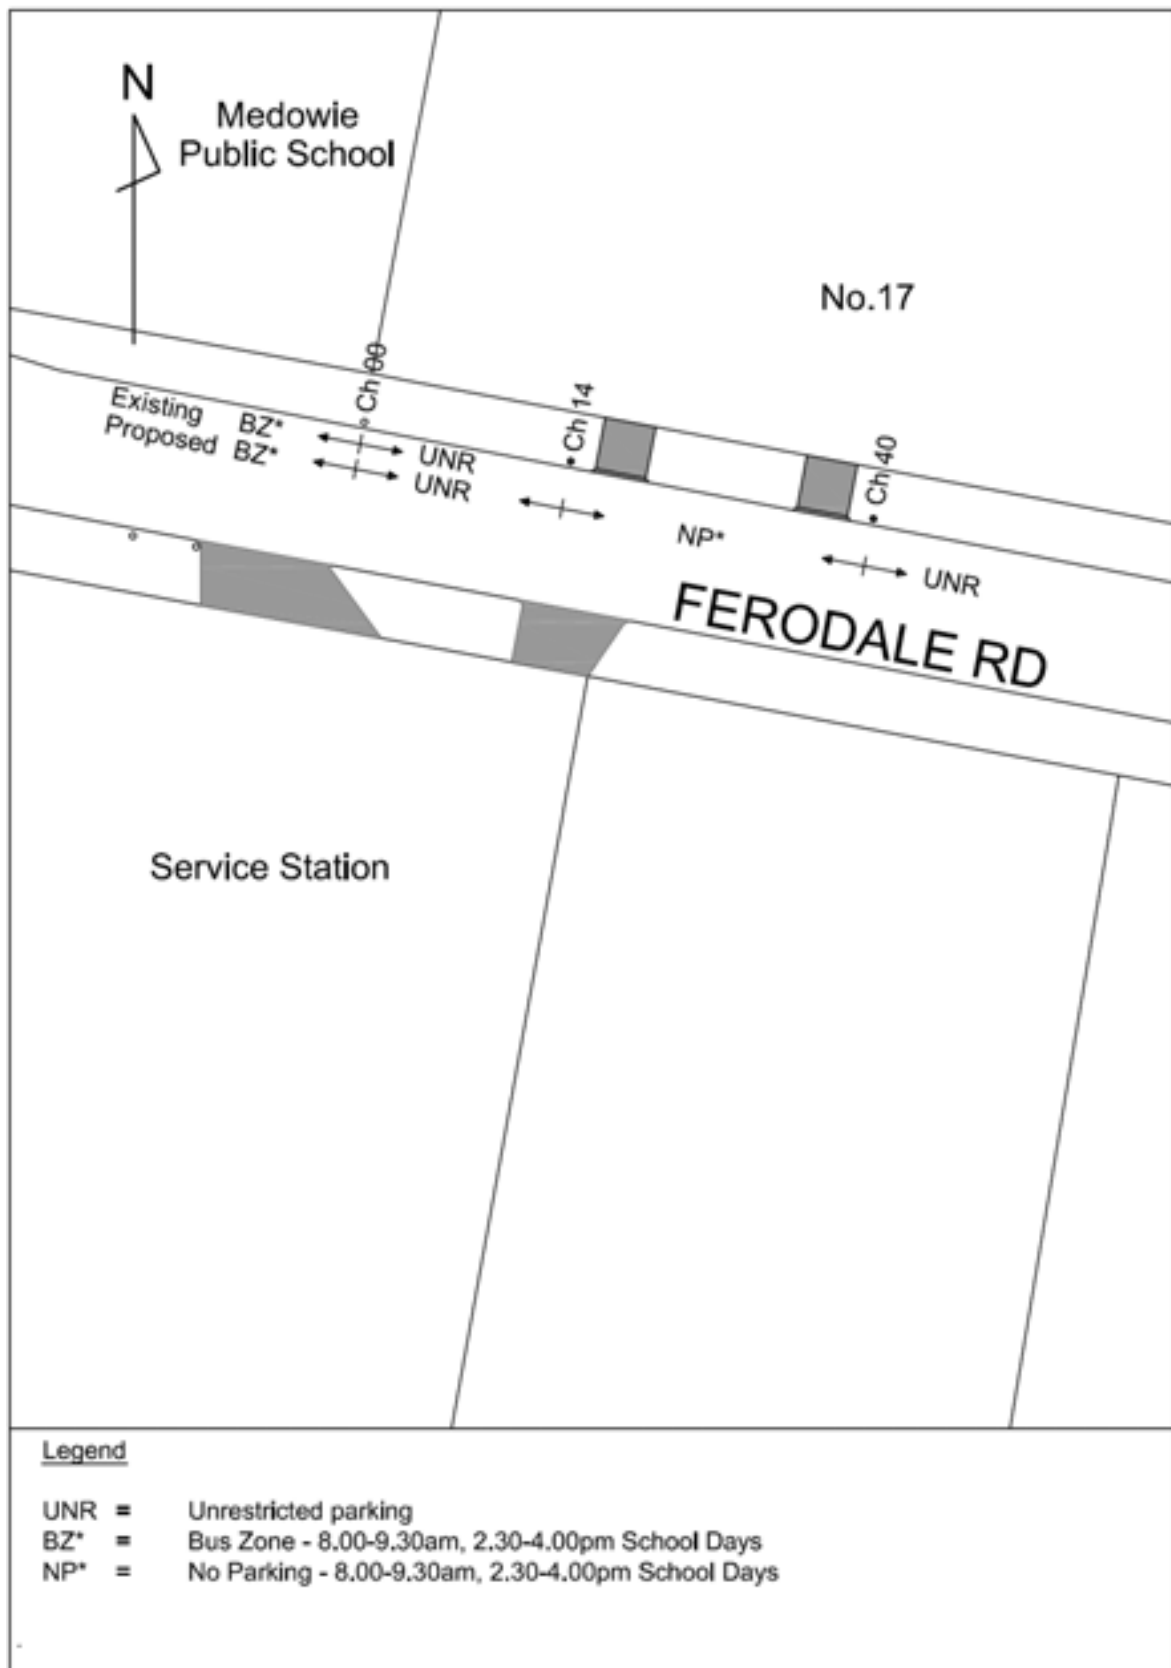 N
Medowie
Public School
No.17
Ch 00
Ch 14
Ch 40
Existing BZ*
UNR
Proposed BZ*
UNR
NP*
UNR
FERODALE RD
Service Station
Legend
UNR = Unrestricted parking
BZ* = Bus Zone - 8.00-9.30am, 2.30-4.00pm School Days
NP* = No Parking - 8.00-9.30am, 2.30-4.00pm School Days